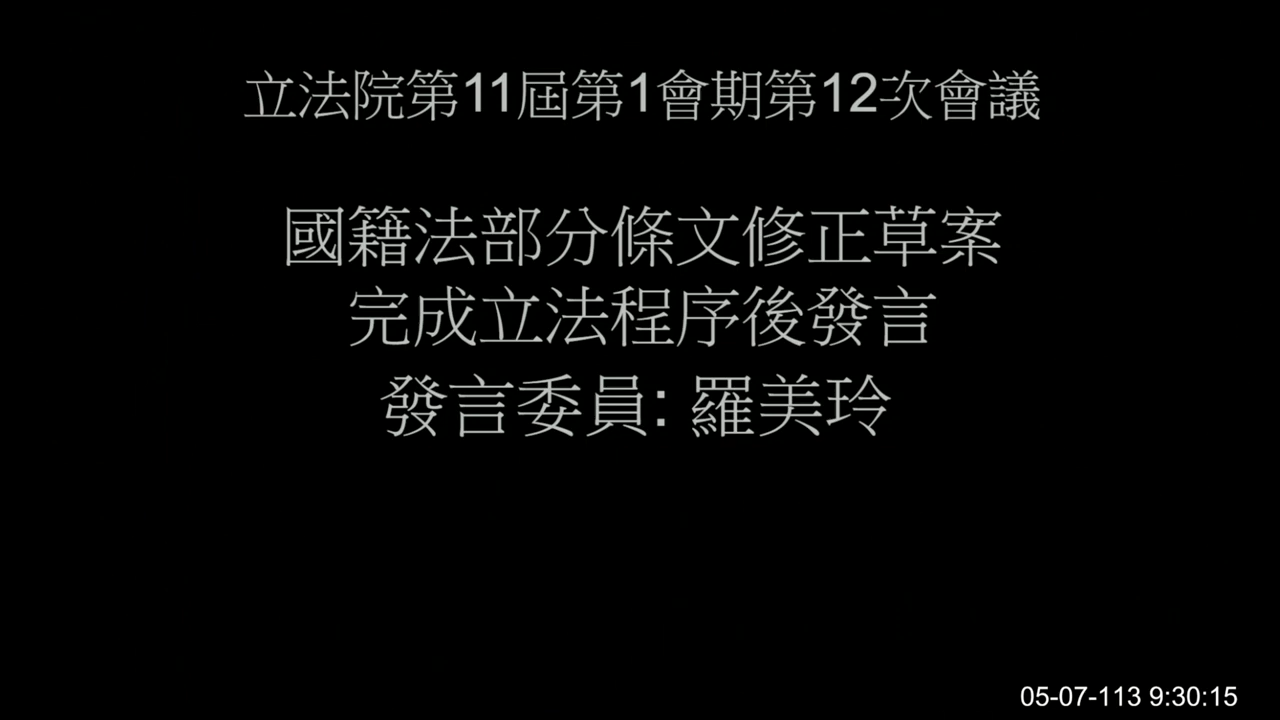 立法院第11屆第1會期第12次會議
國籍法部分條文修正草案
完成立法程序後發言
發言委員: 羅美玲
05-07-113 9:30:15